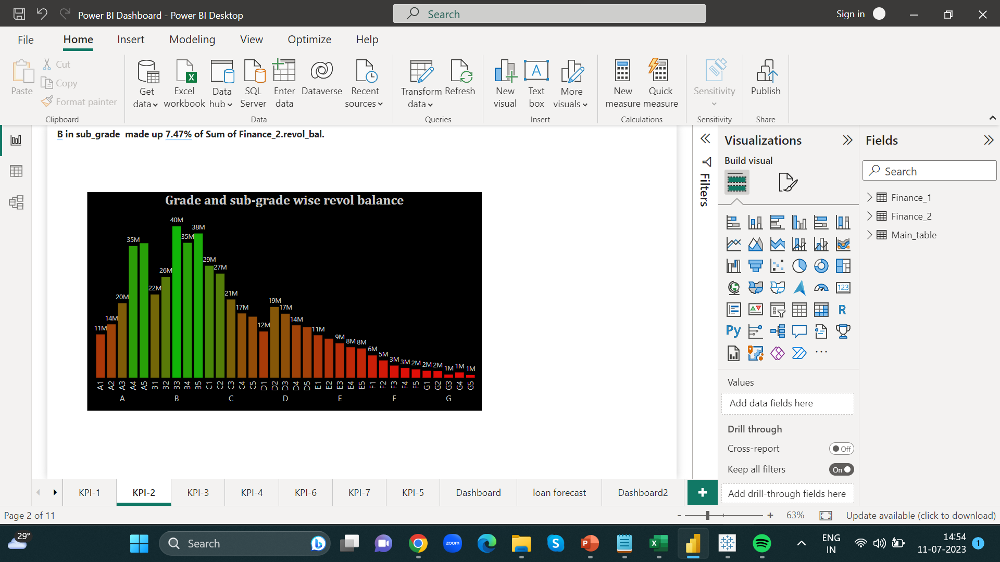 Power BI Dashboard - Power BI Desktop
Search
Sign in
File
Home
Insert
Modeling
View
Optimize
Help
Paste
Cut
Copy
Format painter
Clipboard
Get data
Excel workbook
Data hub
SQL Server
Enter data
Dataverse
Recent sources
Data
Transform data
Refresh
Queries
New visual
Text box
More visuals
Insert
New measure
Quick measure
Calculations
Sensitivity
Sensitivity
Publish
Share
B in sub_grade made up 7.47% of Sum of Finance_2.revol_bal.
Grade and sub-grade wise revol balance
11M 14M 20M 35M 22M 26M 40M 35M 38M 29M 27M 21M 17M 12M 19M 17M 14M 11M 9M 8M 8M 6M 5M 3M 3M 2M 2M 2M 1M 1M 1M
A1 A2 A3 A4 A5 B1 B2 B3 B4 B5 C1 C2 C3 C4 C5 D1 D2 D3 D4 D5 E1 E2 E3 E4 E5 F1 F2 F3 F4 F5 G1 G2 G3 G4 G5
A B C D E F G
Filters
Visualizations
Build visual
123
R
Py
Values
Add data fields here
Drill through
Cross-report
Off
Keep all filters
On
Add drill-through fields here
Fields
Search
Finance_1
Finance_2
Main_table
KPI-1
KPI-2
KPI-3
KPI-4
KPI-6
KPI-7
KPI-5
Dashboard
loan forecast
Dashboard2
+
Page 2 of 11
- +
63%
Update available (click to download)
29°
Search
zoom
ENG
IN
14:54
11-07-2023
1